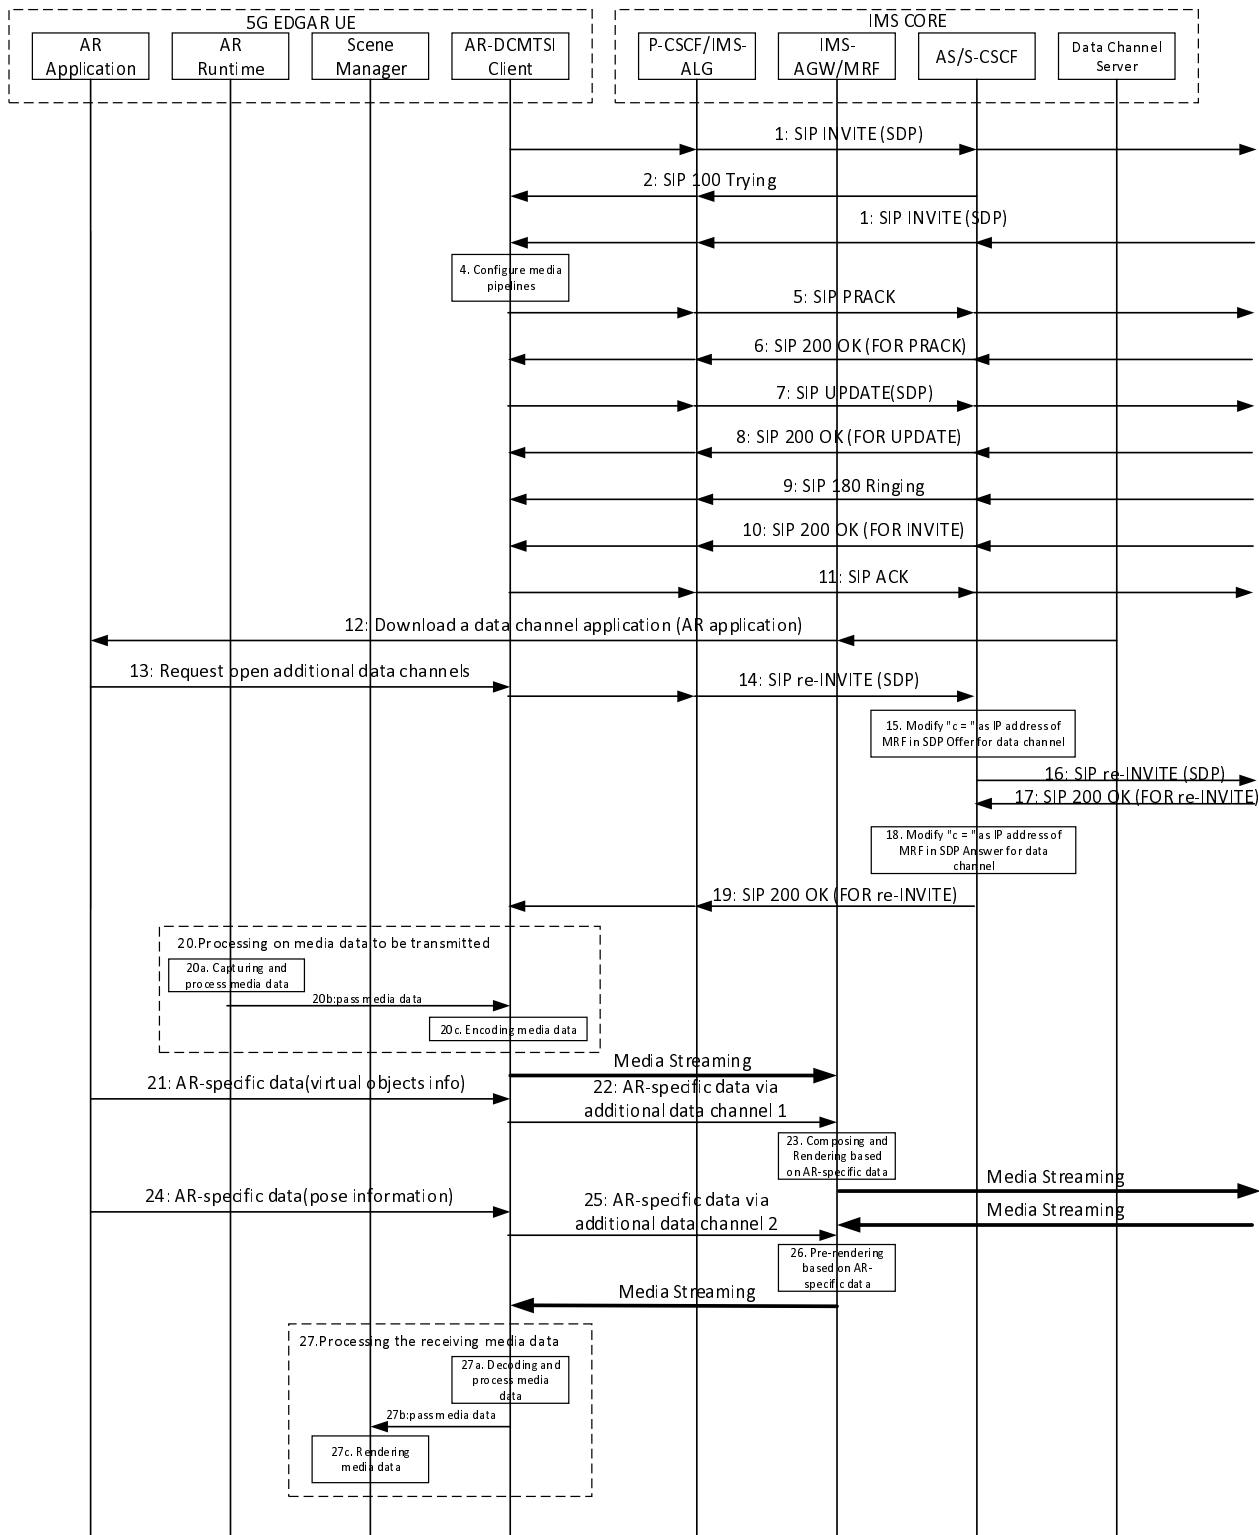 5G EDGAR UE
IMS CORE
AR
Application
AR
Runtime
Scene
Manager
AR-DCMTSI
Client
P-CSCF/IMS-
ALG
IMS-
AGW/MRF
AS/S-CSCF
Data Channel
Server
1: SIP INVITE (SDP)
2: SIP 100 Trying
1: SIP INVITE (SDP)
4. Configure media
pipelines
5: SIP PRACK
6: SIP 200 OK (FOR PRACK)
7: SIP UPDATE(SDP)
8: SIP 200 OK (FOR UPDATE)
9: SIP 180 Ringing
10: SIP 200 OK (FOR INVITE)
11: SIP ACK
12: Download a data channel application (AR application)
13: Request open additional data channels
14: SIP re-INVITE (SDP)
15. Modify "c = " as IP address of
MRF in SDP Offer for data channel
16: SIP re-INVITE (SDP)
17: SIP 200 OK (FOR re-INVITE)
18. Modify "c = " as IP address of
MRF in SDP Answer for data
channel
19: SIP 200 OK (FOR re-INVITE)
20.Processing on media data to be transmitted
20a. Capturing and
process media data
20b:pass media data
20c. Encoding media data
Media Streaming
21: AR-specific data(virtual objects info)
22: AR-specific data via
additional data channel 1
23. Composing and
Rendering based
on AR-specific data
Media Streaming
24: AR-specific data(pose information)
25: AR-specific data via
additional data channel 2
Media Streaming
26. Pre-rendering
based on AR-
specific data
Media Streaming
27.Processing the receiving media data
27a. Decoding and
process media
data
27b:pass media data
27c. Rendering
media data